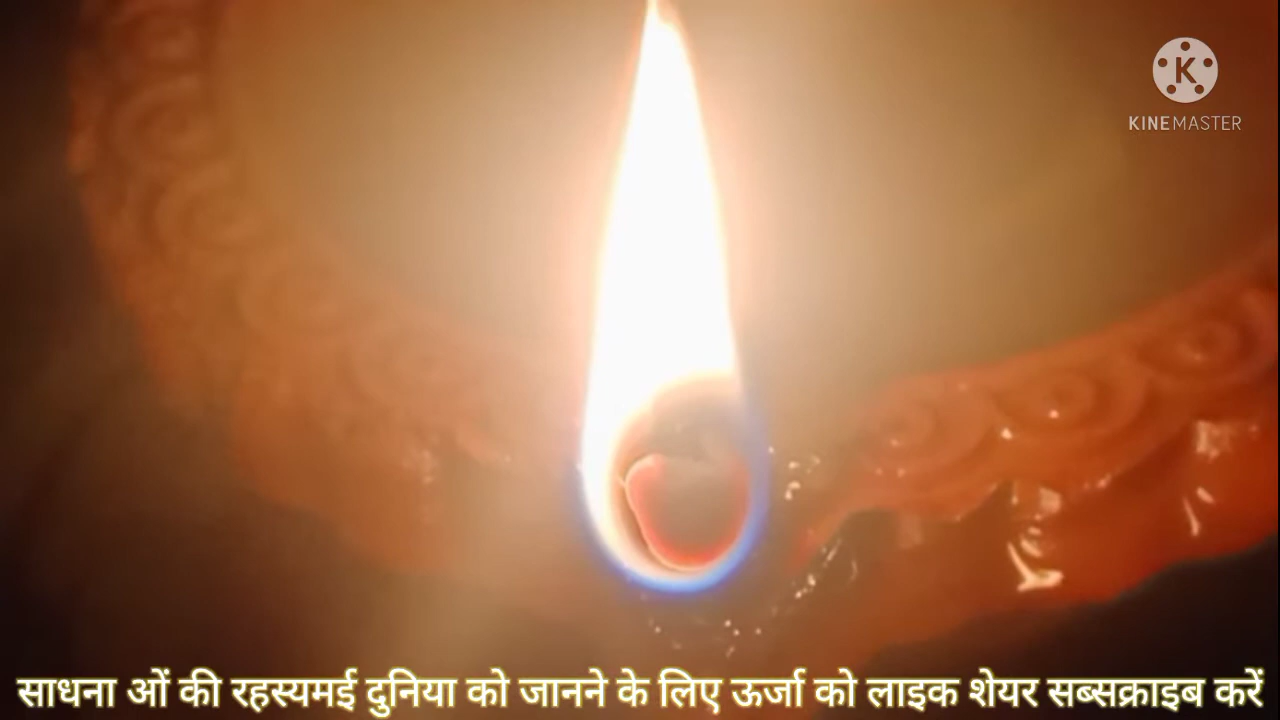 KINEMASTER
साधना ओं की रहस्यमई दुनिया को जानने के लिए ऊर्जा को लाइक शेयर सब्सक्राइब करें